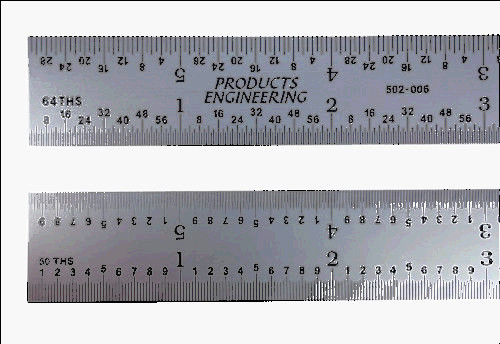 28 24 20 16 12 8 4 28 24 20 16 12 8 4 28 24 20 16 12 8 4
5 4 3
PRODUCTS
ENGINEERING
502-006
64THS 1 2 3
8 16 24 32 40 48 56 8 16 24 32 40 48 56 8 16 24 32 40 48 56
9 8 7 6 5 4 3 2 1 9 8 7 6 5 4 3 2 1 9 8 7 6 5 4 3 2 1
5 4 3
50 THS 1 2 3
1 2 3 4 5 6 7 8 9 1 2 3 4 5 6 7 8 9 1 2 3 4 5 6 7 8 9